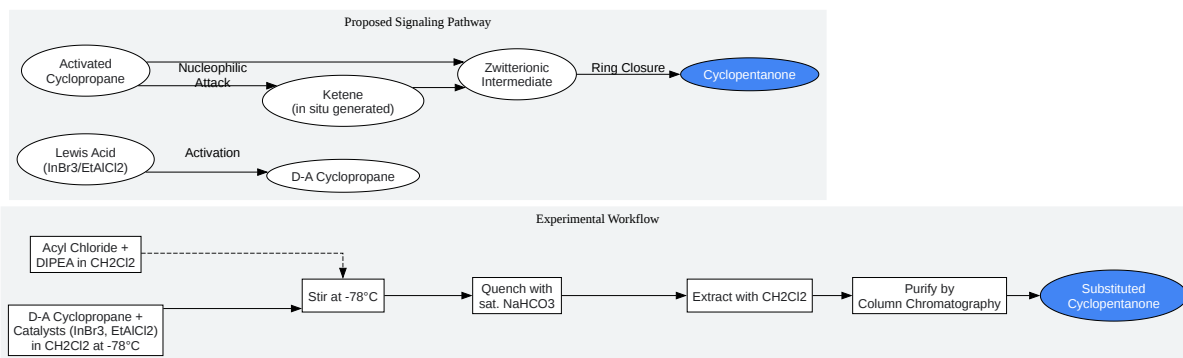 Proposed Signaling Pathway
Activated
Cyclopropane
Nucleophilic
Attack
Ketene
(in situ generated)
Zwitterionic
Intermediate
Ring Closure
Cyclopentanone
Lewis Acid
(InBr3/EtAlCl2)
Activation
D-A Cyclopropane
Experimental Workflow
Acyl Chloride +
DIPEA in CH2Cl2
D-A Cyclopropane +
Catalysts (InBr3, EtAlCl2)
in CH2Cl2 at -78°C
Stir at -78°C
Quench with
sat. NaHCO3
Extract with CH2Cl2
Purify by
Column Chromatography
Substituted
Cyclopentanone